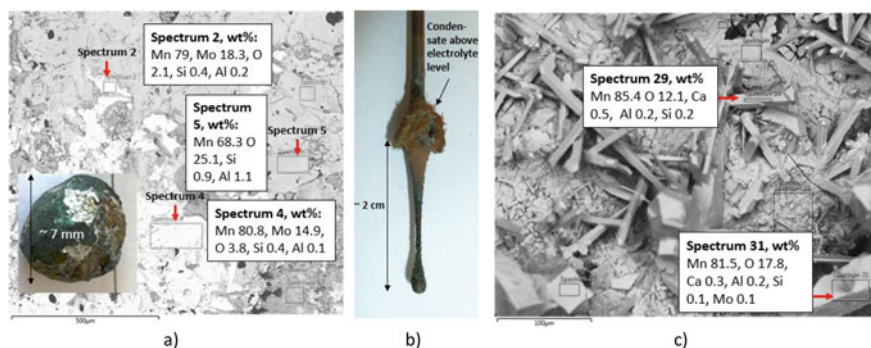 Spectrum 2
Spectrum 2, wt%:
Mn 79, Mo 18.3, O
2.1, Si 0.4, Al 0.2
Spectrum
5, wt%:
Mn 68.3 O
25.1, Si
0.9, Al 1.1
Spectrum 5
Spectrum 4
Spectrum 4, wt%:
Mn 80.8, Mo 14.9,
O 3.8, Si 0.4, Al 0.1
~ 7 mm
500µm
a)
Conden-
sate above
electrolyte
level
~ 2 cm
b)
Spectrum 29, wt%
Mn 85.4 O 12.1, Ca
0.5, Al 0.2, Si 0.2
Spectrum 31, wt%
Mn 81.5, O 17.8,
Ca 0.3, Al 0.2, Si
0.1, Mo 0.1
100µm
c)